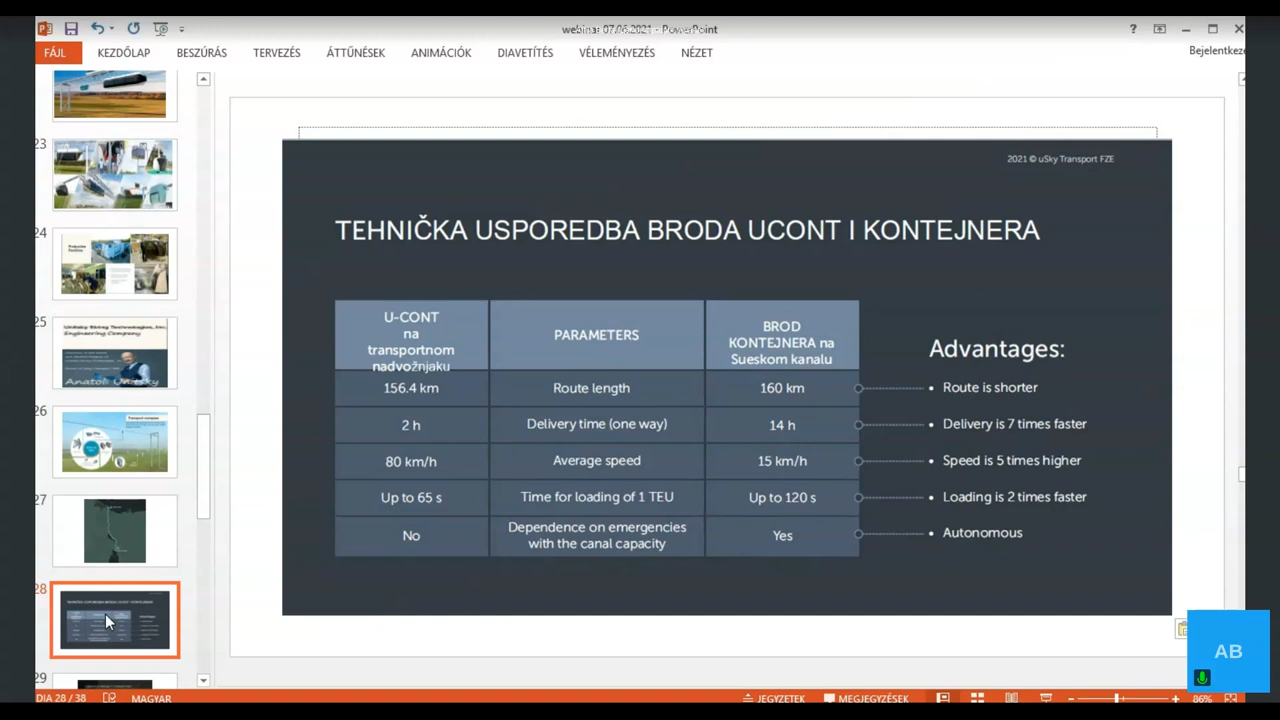 webinar 07.06.2021 - PowerPoint
FÁJL KEZDŐLAP BESZÚRÁS TERVEZÉS ÁTTŰNÉSEK ANIMÁCIÓK DIAVETÍTÉS VÉLEMÉNYEZÉS NÉZET Bejelentkezé
2021 © uSky Transport FZE
TEHNIČKA USPOREDBA BRODA UCONT I KONTEJNERA
U-CONT
na
transportnom
nadvožnjaku
PARAMETERS
BROD
KONTEJNERA na
Sueskom kanalu
Advantages:
156.4 km Route length 160 km • Route is shorter
2 h Delivery time (one way) 14 h • Delivery is 7 times faster
80 km/h Average speed 15 km/h • Speed is 5 times higher
Up to 65 s Time for loading of 1 TEU Up to 120 s • Loading is 2 times faster
No Dependence on emergencies
with the canal capacity Yes • Autonomous
23
24
25
Engineering Company
26
27
28
29
AB
DIA 28 / 38 MAGYAR JEGYZETEK MEGJEGYZÉSEK 86%